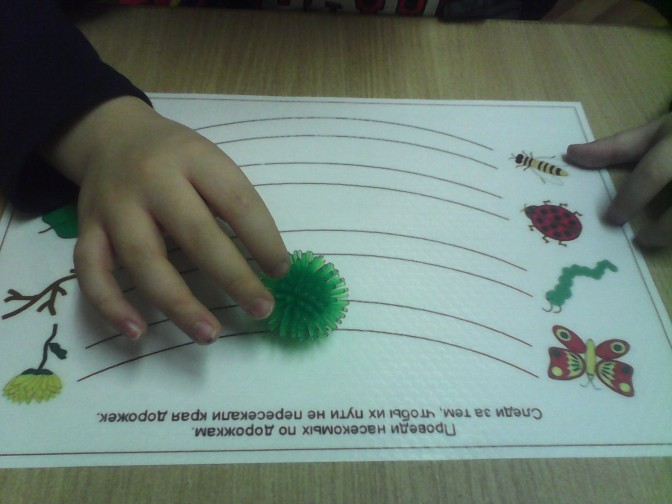 Проведи насекомых по дорожкам.
Следи за тем, чтобы их пути не пересекали края дорожек.